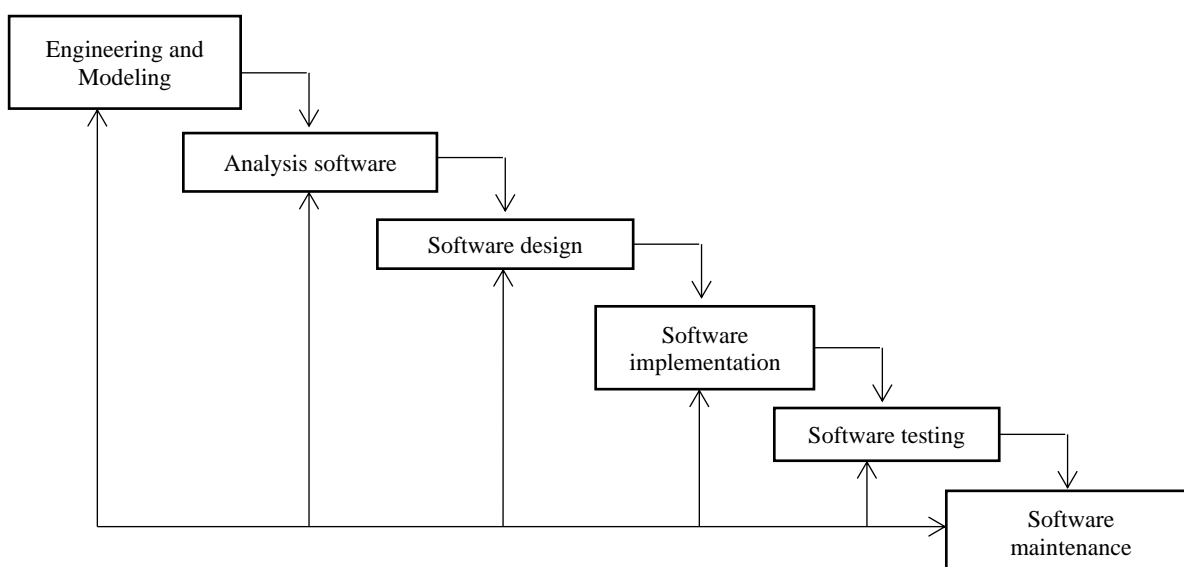 Engineering and
Modeling
Analysis software
Software design
Software
implementation
Software testing
Software
maintenance